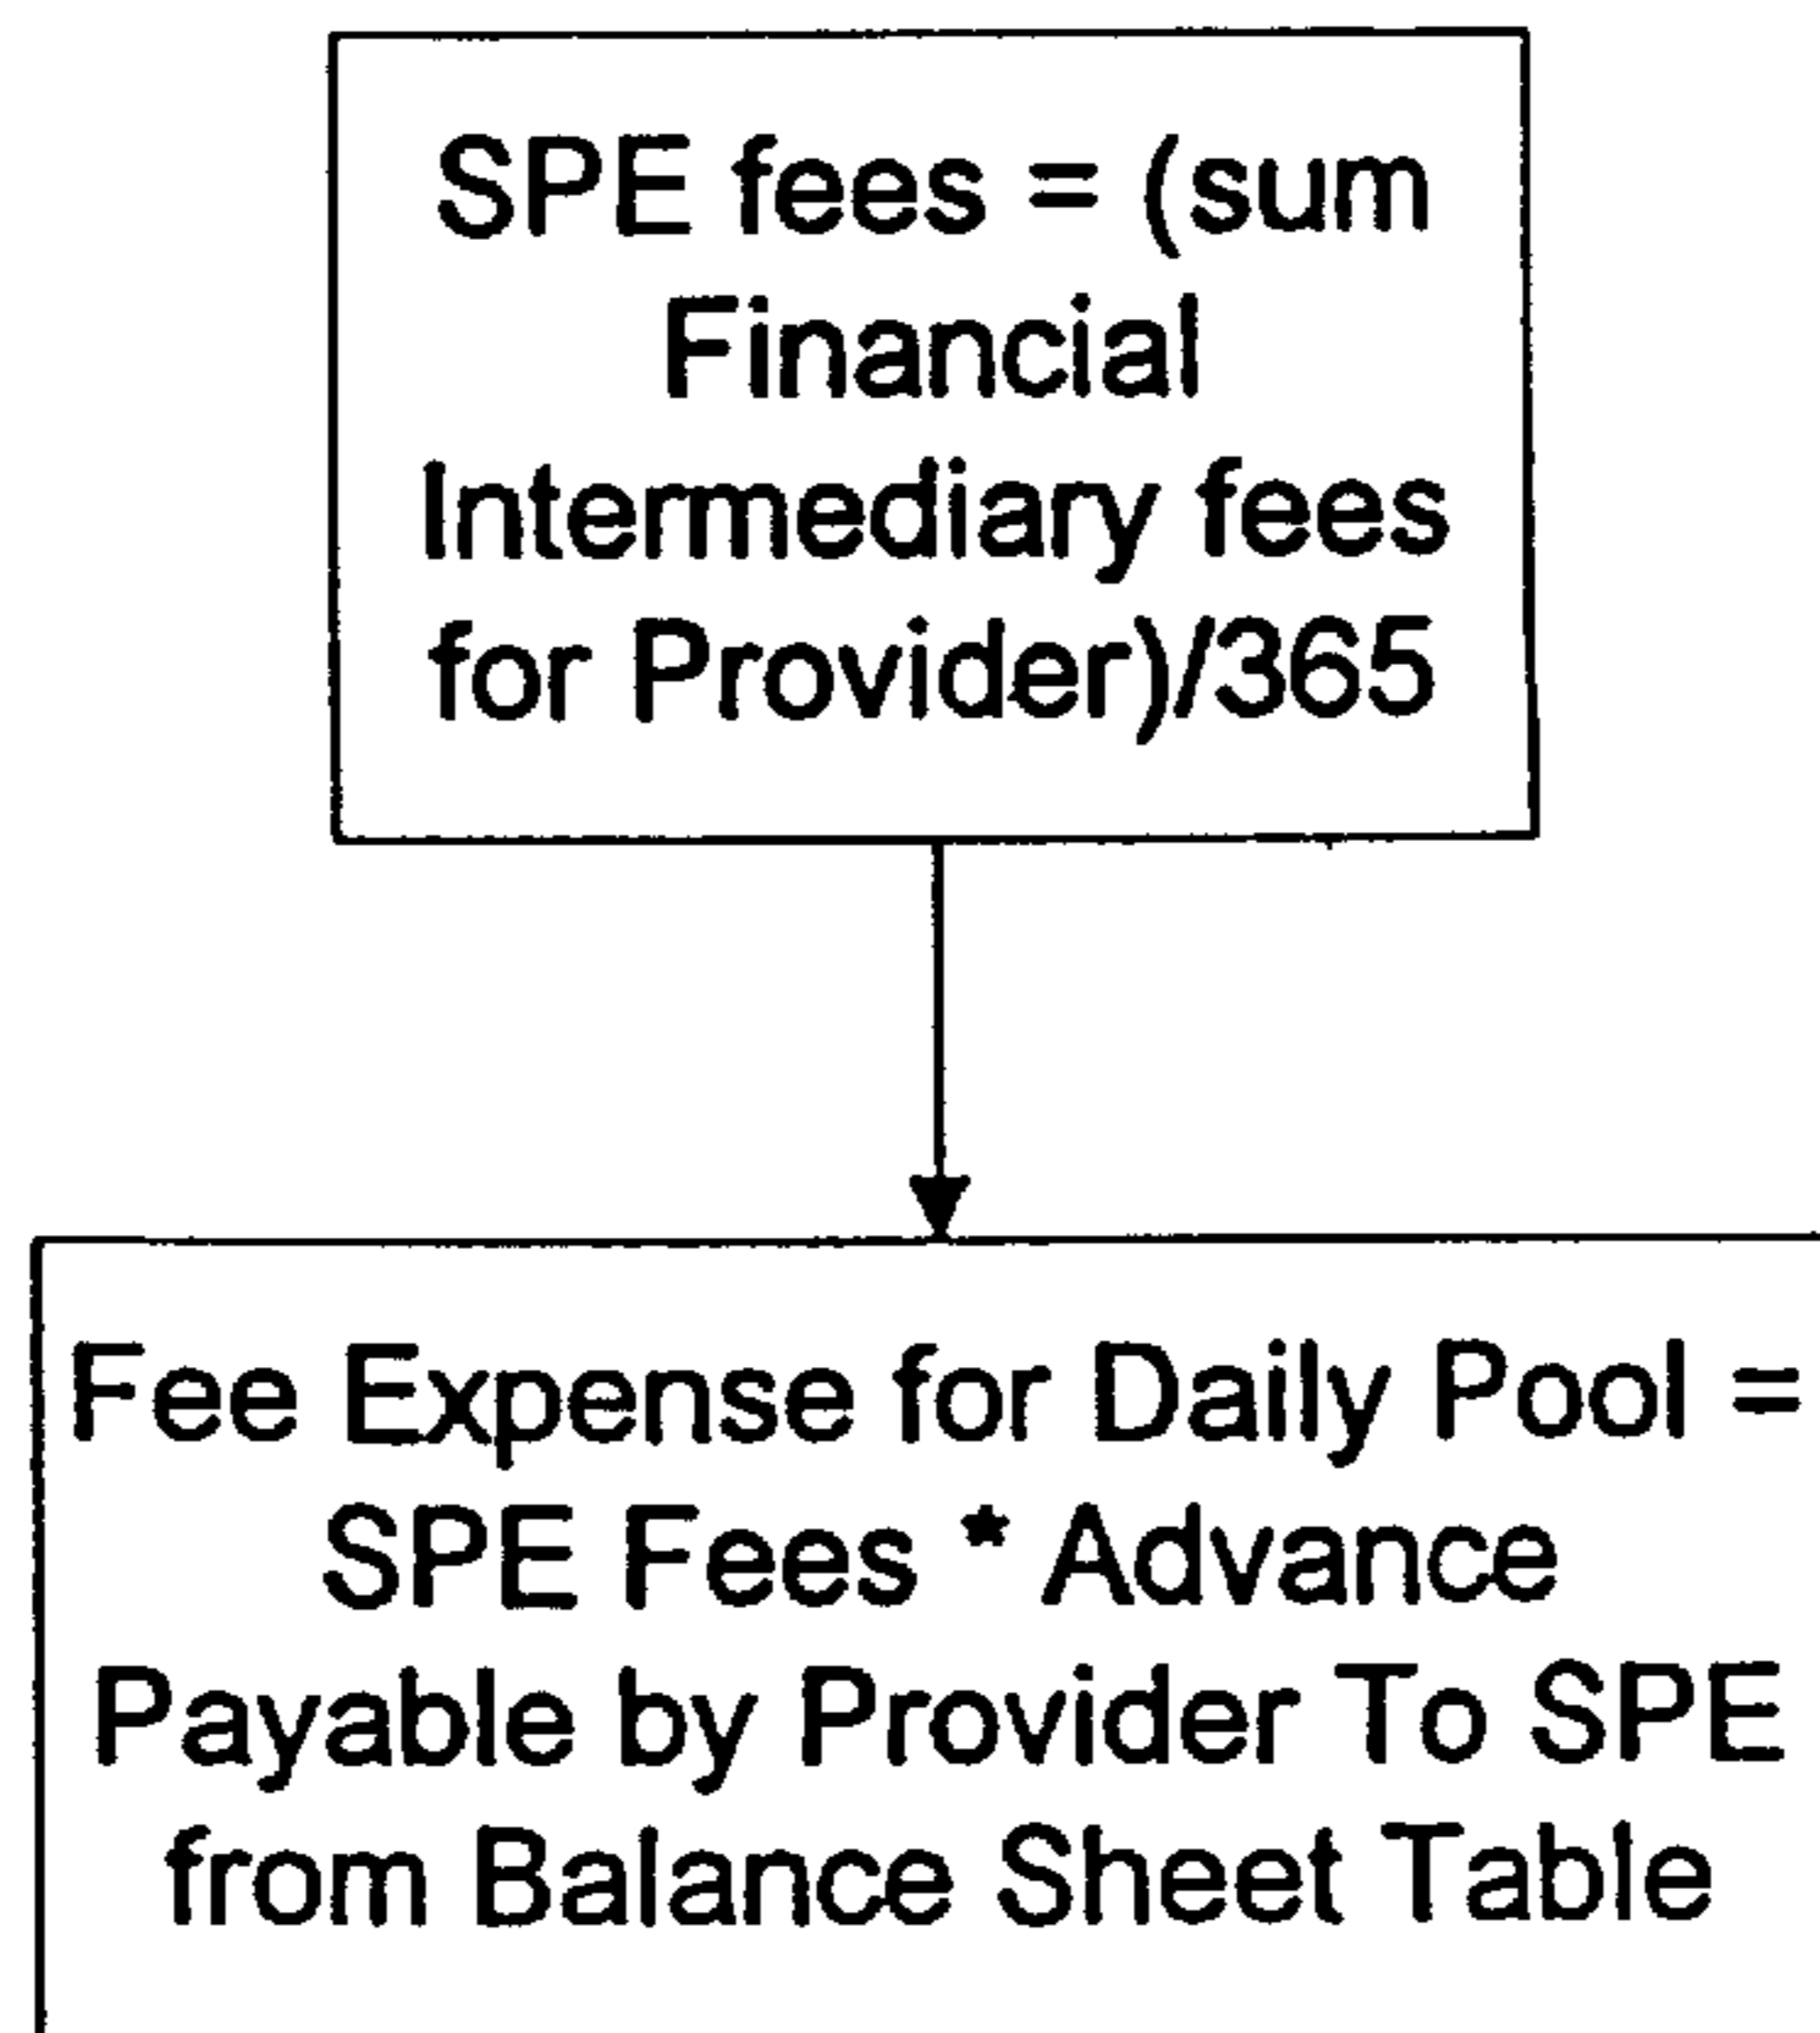 SPE fees = (sum
Financial
Intermediary fees
for Provider)/365
Fee Expense for Daily Pool =
SPE Fees * Advance
Payable by Provider To SPE
from Balance Sheet Table